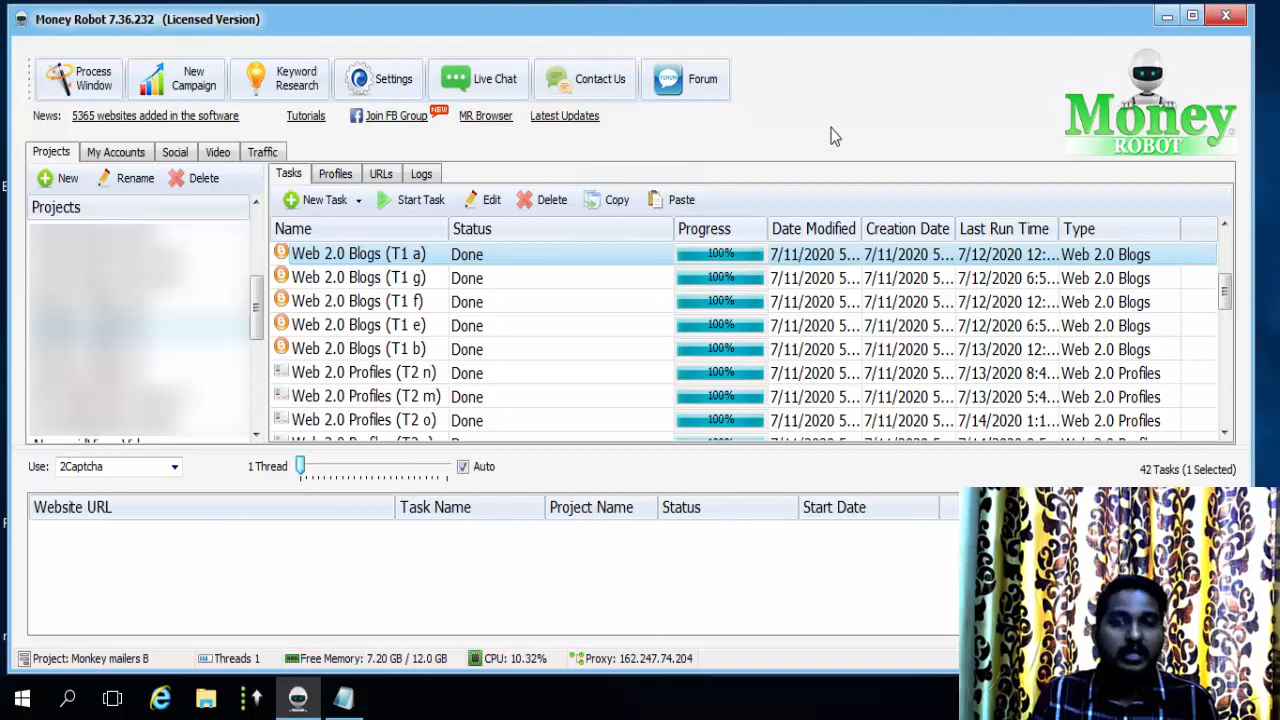 Money Robot 7.36.232 (Licensed Version)
Process Window
New Campaign
Keyword Research
Settings
Live Chat
Contact Us
FORUM
Forum
Money
ROBOT
News: 5365 websites added in the software Tutorials Join FB Group NEW MR Browser Latest Updates
Projects My Accounts Social Video Traffic
New Rename Delete
Projects
Tasks Profiles URLs Logs
New Task Start Task Edit Delete Copy Paste
Name Status Progress Date Modified Creation Date Last Run Time Type
Web 2.0 Blogs (T1 a) Done 100% 7/11/2020 5... 7/11/2020 5... 7/12/2020 12:... Web 2.0 Blogs
Web 2.0 Blogs (T1 g) Done 100% 7/11/2020 5... 7/11/2020 5... 7/12/2020 6:5... Web 2.0 Blogs
Web 2.0 Blogs (T1 f) Done 100% 7/11/2020 5... 7/11/2020 5... 7/12/2020 12:... Web 2.0 Blogs
Web 2.0 Blogs (T1 e) Done 100% 7/11/2020 5... 7/11/2020 5... 7/12/2020 6:5... Web 2.0 Blogs
Web 2.0 Blogs (T1 b) Done 100% 7/11/2020 5... 7/11/2020 5... 7/13/2020 12:... Web 2.0 Blogs
Web 2.0 Profiles (T2 n) Done 100% 7/11/2020 5... 7/11/2020 5... 7/13/2020 8:4... Web 2.0 Profiles
Web 2.0 Profiles (T2 m) Done 100% 7/11/2020 5... 7/11/2020 5... 7/13/2020 5:4... Web 2.0 Profiles
Web 2.0 Profiles (T2 o) Done 100% 7/11/2020 5... 7/11/2020 5... 7/14/2020 1:1... Web 2.0 Profiles
Use: 2Captcha 1 Thread Auto 42 Tasks (1 Selected)
Website URL Task Name Project Name Status Start Date
Project: Monkey mailers B Threads 1 Free Memory: 7.20 GB / 12.0 GB CPU: 10.32% Proxy: 162.247.74.204